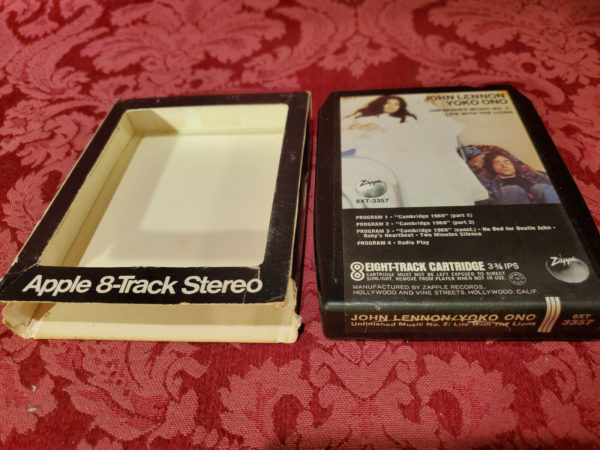 Apple 8-Track Stereo
JOHN LENNON
YOKO ONO
UNFINISHED MUSIC NO. 2:
LIFE WITH THE LIONS
Zapple
8XT-3357
PROGRAM 1 • "Cambridge 1969" (part 1)
PROGRAM 2 • "Cambridge 1969" (part 2)
PROGRAM 3 • "Cambridge 1969" (concl.) • No Bed for Beatle John •
Baby's Heartbeat • Two Minutes Silence
PROGRAM 4 • Radio Play
8 EIGHT-TRACK CARTRIDGE 3¾ IPS
CARTRIDGE MUST NOT BE LEFT EXPOSED TO DIRECT
SUNLIGHT. REMOVE FROM PLAYER WHEN NOT IN USE.
MANUFACTURED BY ZAPPLE RECORDS,
HOLLYWOOD AND VINE STREETS, HOLLYWOOD, CALIF.
Zapple
JOHN LENNON/YOKO ONO
Unfinished Music No. 2: Life With The Lions
8XT
3357